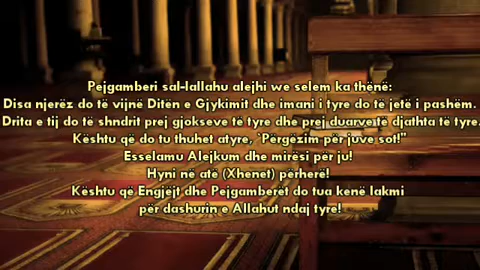 Pejgamberi sal-lallahu alejhi we selem ka thënë:
Disa njerëz do të vijnë Ditën e Gjykimit dhe imani i tyre do të jetë i pashëm.
Drita e tij do të shndrit prej gjokseve të tyre dhe prej duarve të djathta të tyre.
Kështu që do tu thuhet atyre, `Përgëzim për juve sot!"
Esselamu Alejkum dhe mirësi për ju!
Hyni në atë (Xhenet) përherë!
Kështu që Engjëjt dhe Pejgamberët do tua kenë lakmi
për dashurin e Allahut ndaj tyre!